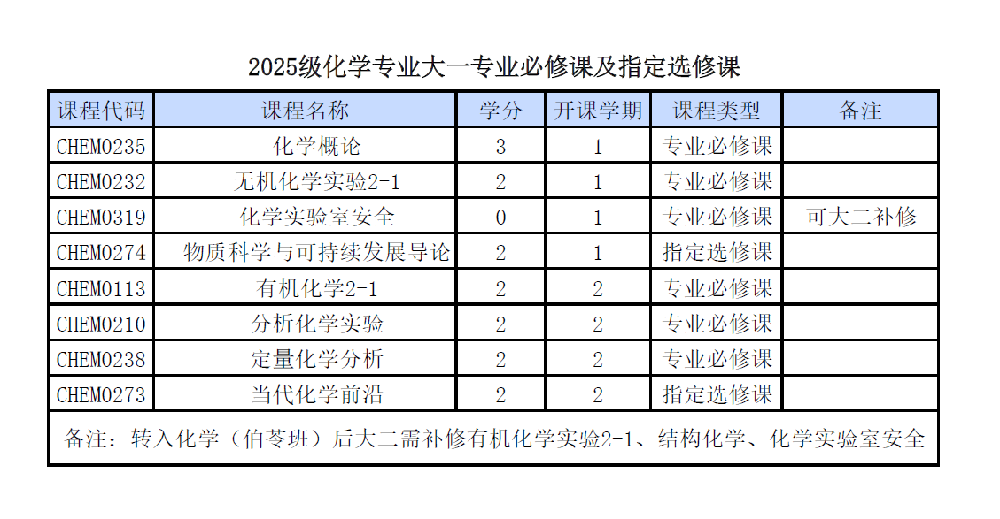 2025级化学专业大一专业必修课及指定选修课
课程代码 课程名称 学分 开课学期 课程类型 备注
CHEM0235 化学概论 3 1 专业必修课
CHEM0232 无机化学实验2-1 2 1 专业必修课
CHEM0319 化学实验室安全 0 1 专业必修课 可大二补修
CHEM0274 物质科学与可持续发展导论 2 1 指定选修课
CHEM0113 有机化学2-1 2 2 专业必修课
CHEM0210 分析化学实验 2 2 专业必修课
CHEM0238 定量化学分析 2 2 专业必修课
CHEM0273 当代化学前沿 2 2 指定选修课
备注：转入化学（伯苓班）后大二需补修有机化学实验2-1、结构化学、化学实验室安全